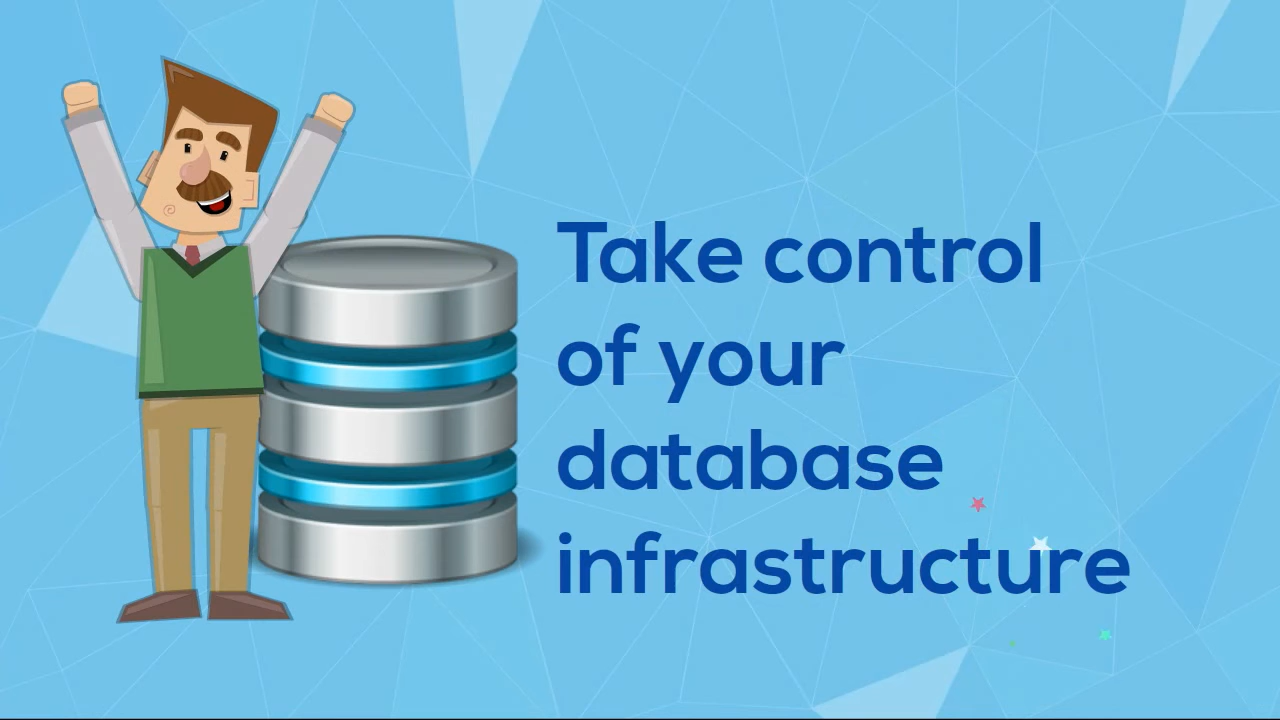 Take control
of your
database
infrastructure